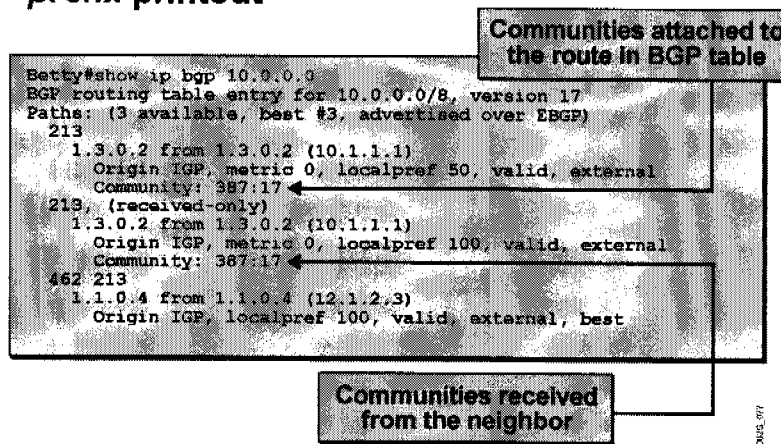 printout
Communities attached to
the route in BGP table
Betty#show ip bgp 10.0.0.0
BGP routing table entry for 10.0.0.0/8, version 17
Paths: (3 available, best #3, advertised over EBGP)
213
1.3.0.2 from 1.3.0.2 (10.1.1.1)
Origin IGP, metric 0, localpref 50, valid, external
Community: 387:17
213, (received-only)
1.3.0.2 from 1.3.0.2 (10.1.1.1)
Origin IGP, metric 0, localpref 100, valid, external
Community: 387:17
462 213
1.1.0.4 from 1.1.0.4 (12.1.2.3)
Origin IGP, localpref 100, valid, external, best
Communities received
from the neighbor